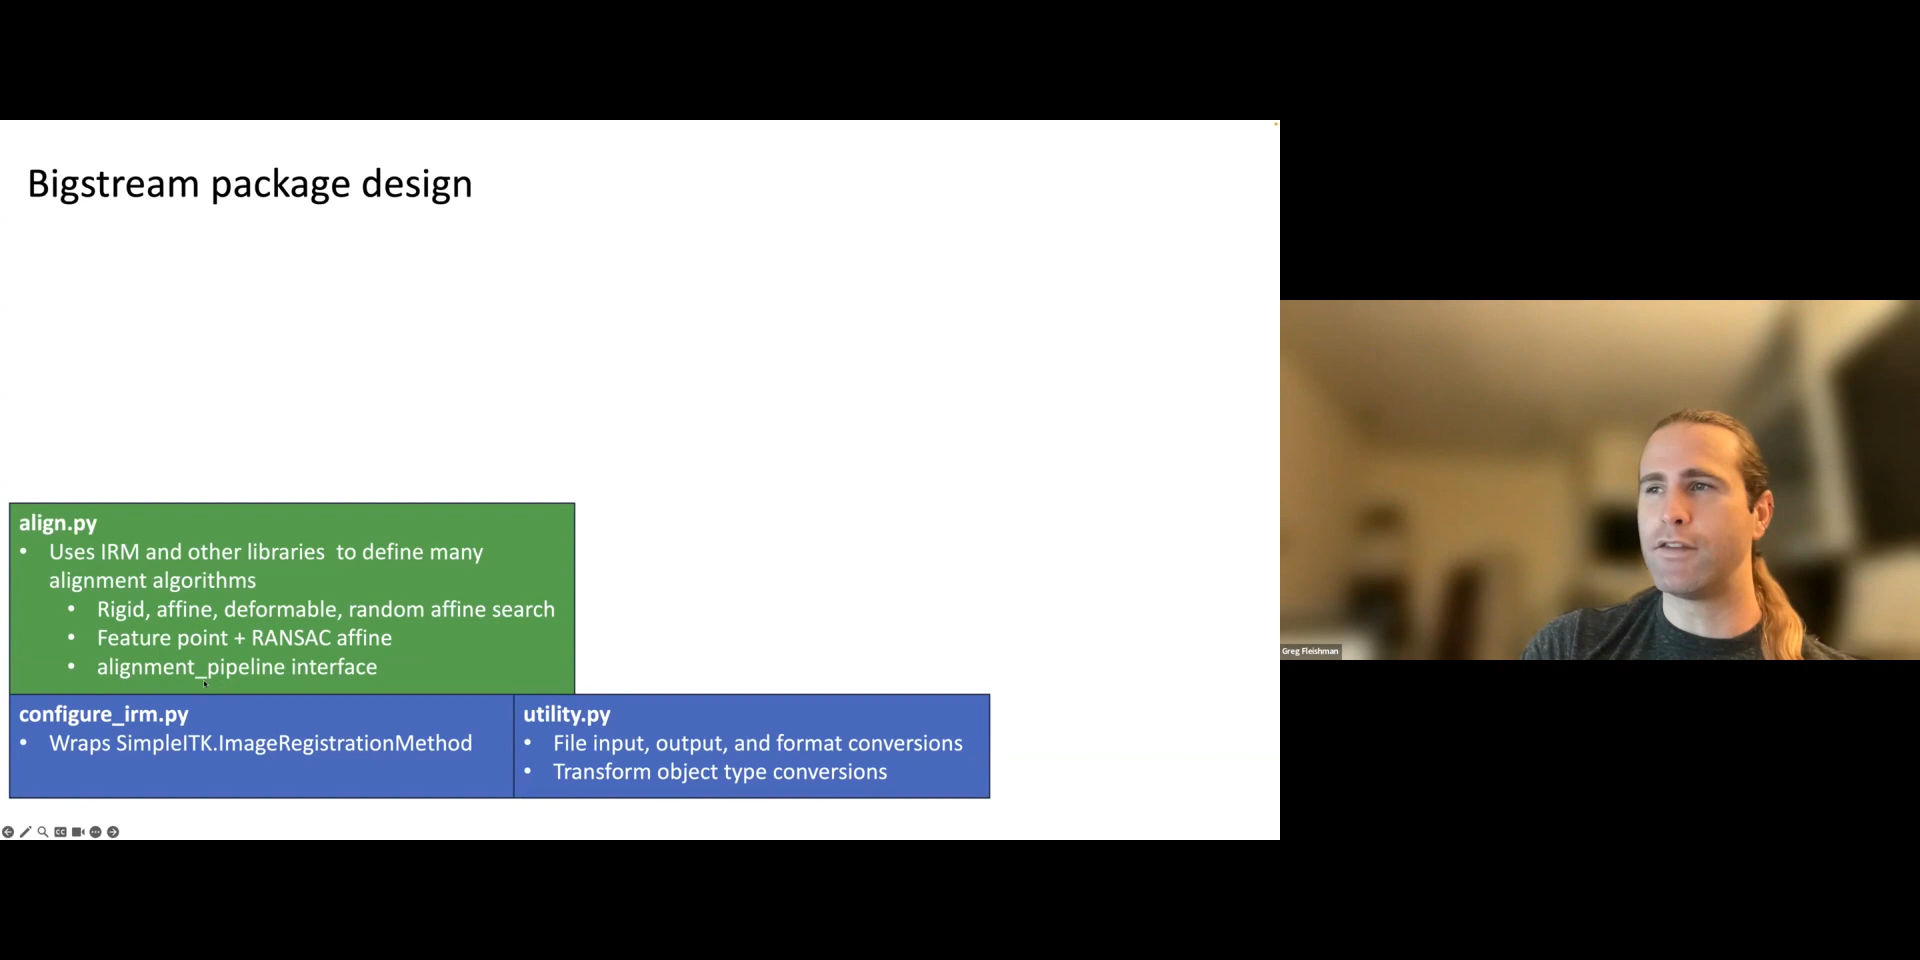 Bigstream package design
align.py
• Uses IRM and other libraries  to define many
alignment algorithms
• Rigid, affine, deformable, random affine search
• Feature point + RANSAC affine
• alignment_pipeline interface
configure_irm.py
• Wraps SimpleITK.ImageRegistrationMethod
utility.py
• File input, output, and format conversions
• Transform object type conversions
CC
Greg Fleishman